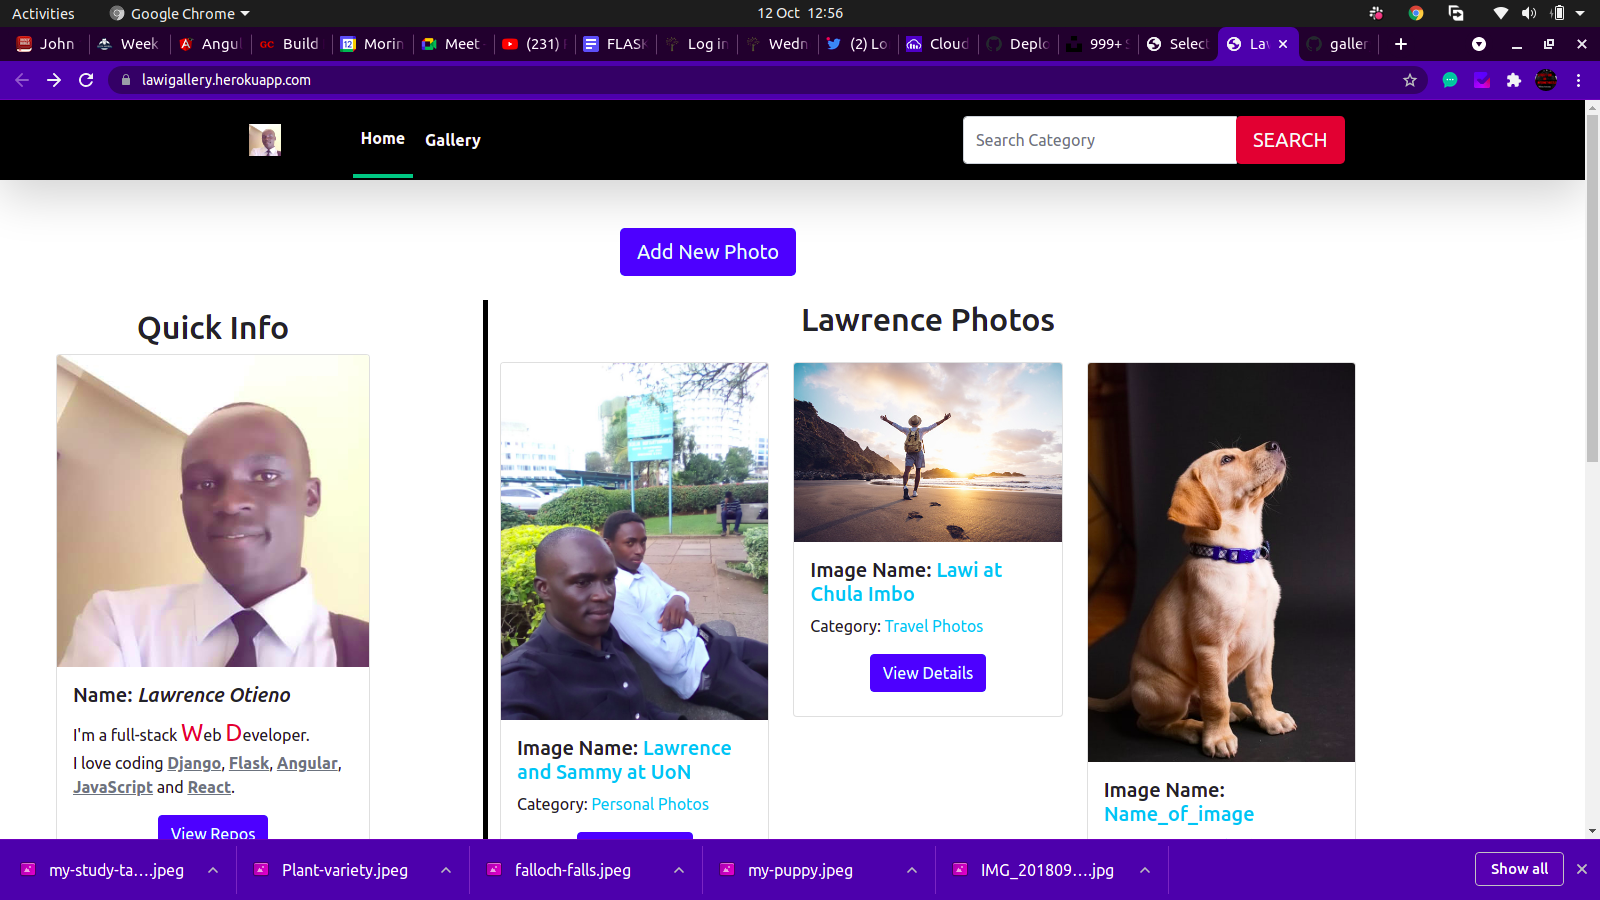 Activities
Google Chrome
12 Oct 12:56
John
Week
Angu
GC Build
12 Morin
Meet
(231)
FLASK
Log in
Wedn
(2) Lo
Cloud
Deplo
999+ S
Select
La
galler
lawigallery.herokuapp.com
Home
Gallery
Search Category
SEARCH
Add New Photo
Quick Info
Name: Lawrence Otieno
I'm a full-stack Web Developer.
I love coding Django, Flask, Angular,
JavaScript and React.
View Repos
Lawrence Photos
Image Name: Lawrence
and Sammy at UoN
Category: Personal Photos
Image Name: Lawi at
Chula Imbo
Category: Travel Photos
View Details
Image Name:
Name_of_image
my-study-ta....jpeg
Plant-variety.jpeg
falloch-falls.jpeg
my-puppy.jpeg
IMG_201809....jpg
Show all